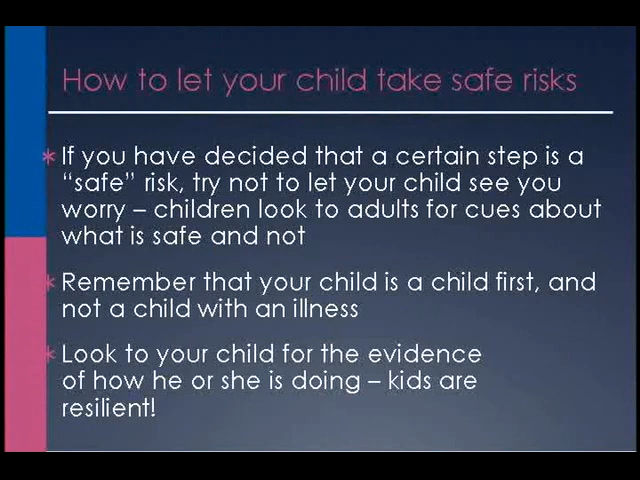 How to let your child take safe risks
* If you have decided that a certain step is a
“safe” risk, try not to let your child see you
worry – children look to adults for cues about
what is safe and not
* Remember that your child is a child first, and
not a child with an illness
* Look to your child for the evidence
of how he or she is doing – kids are
resilient!